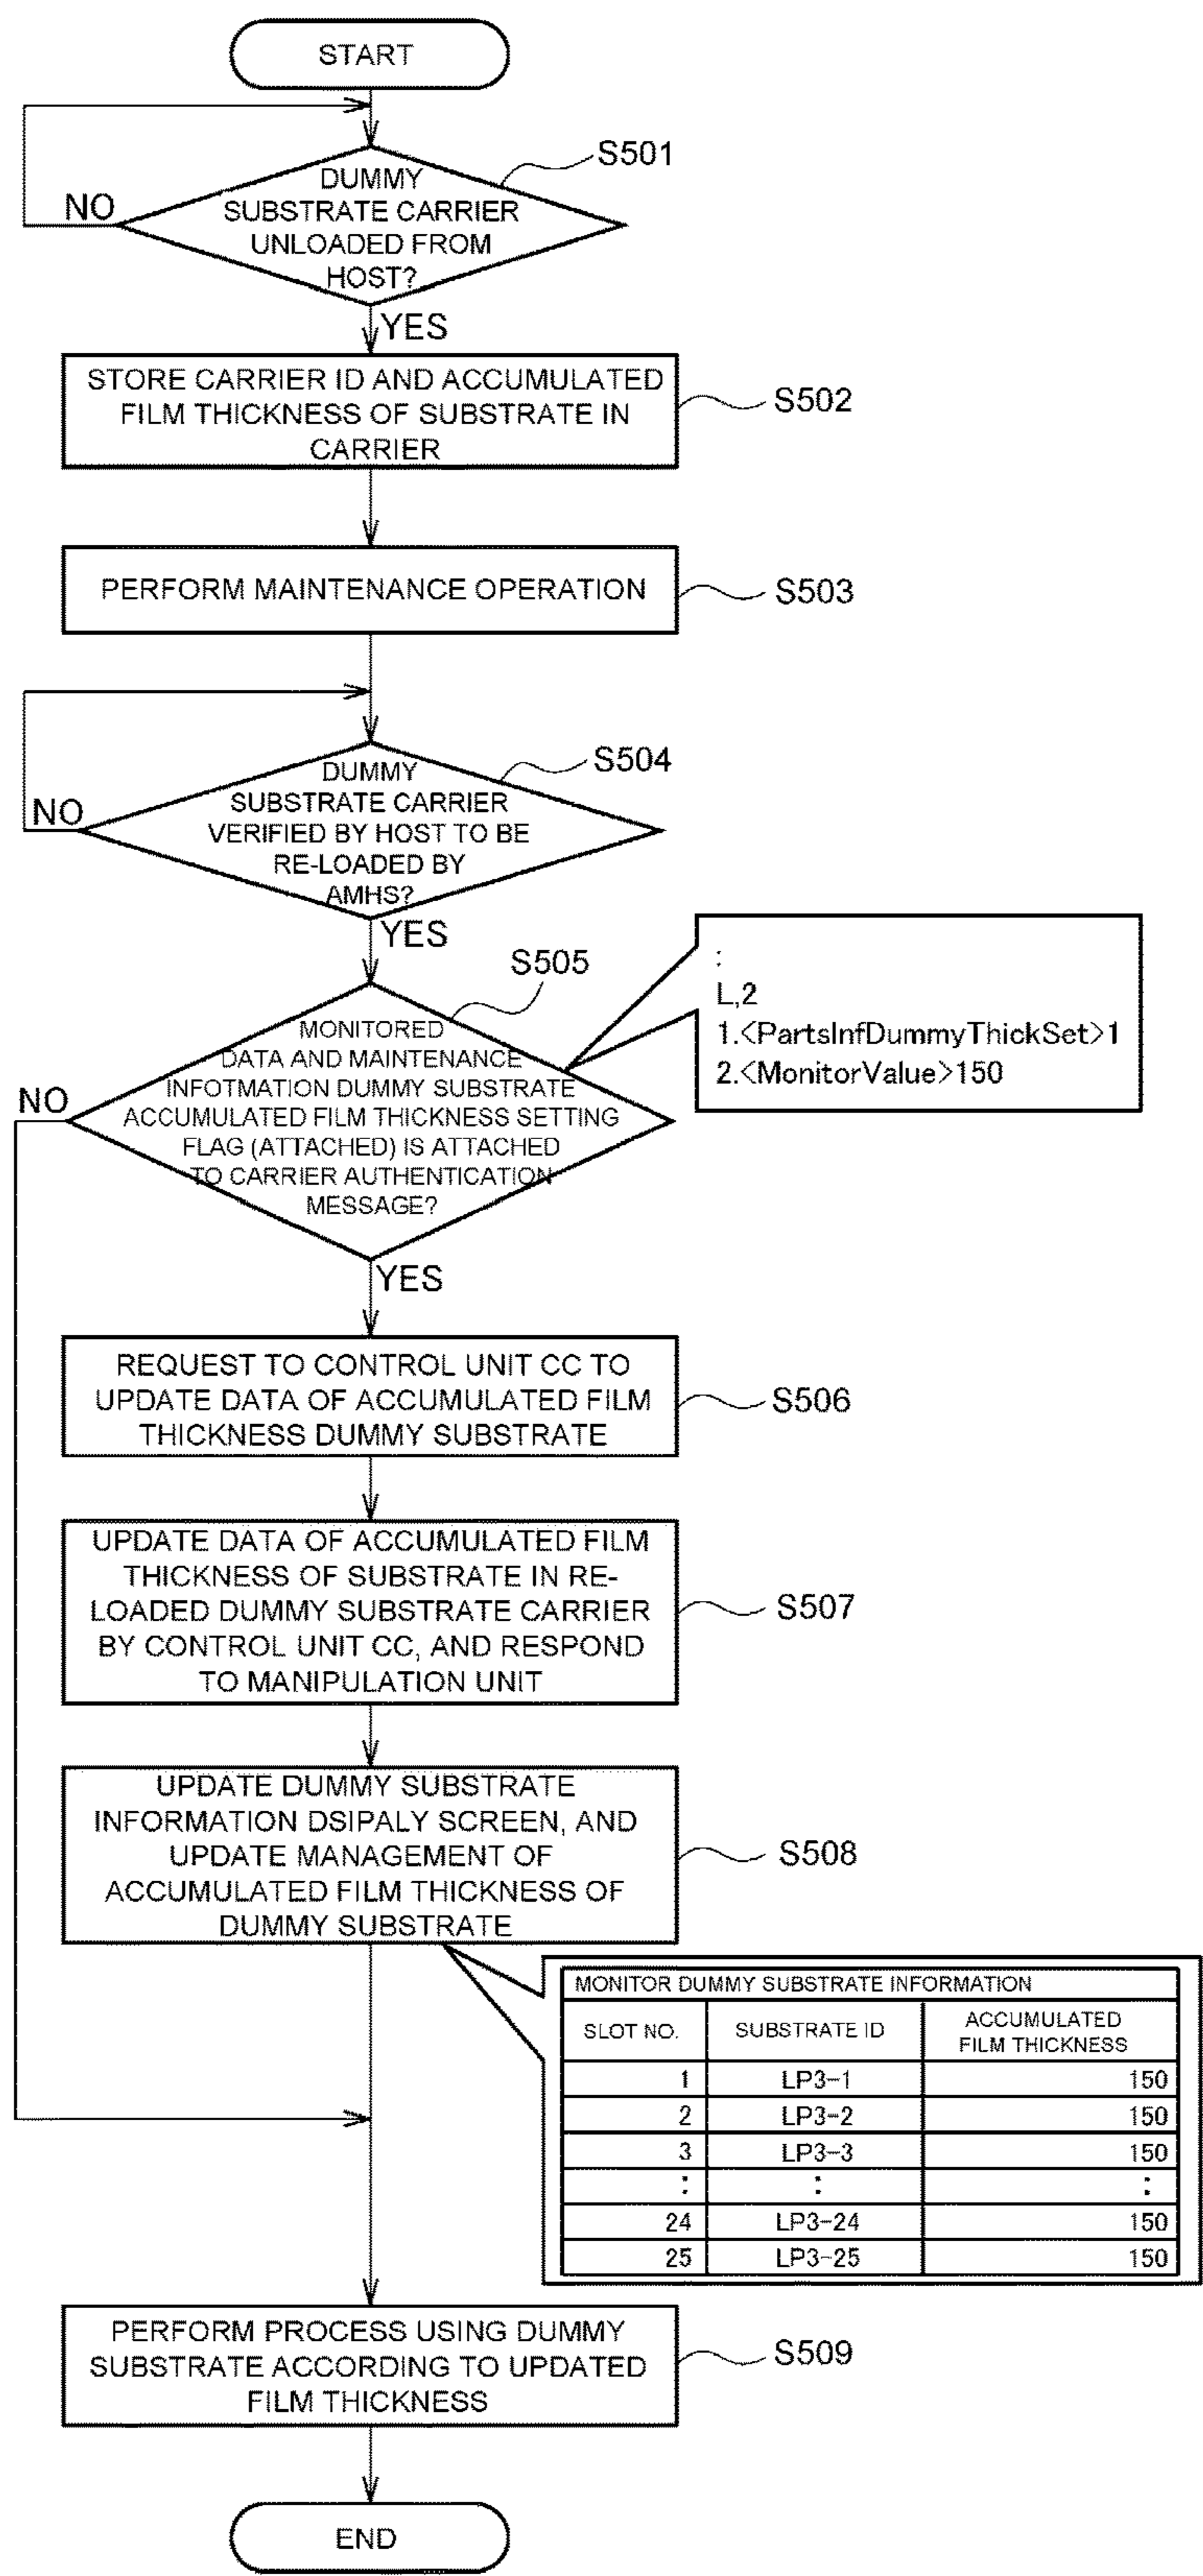 START
S501
DUMMY
SUBSTRATE CARRIER
UNLOADED FROM
HOST?
NO
YES
STORE CARRIER ID AND ACCUMULATED
FILM THICKNESS OF SUBSTRATE IN
CARRIER
S502
PERFORM MAINTENANCE OPERATION
S503
S504
DUMMY
SUBSTRATE CARRIER
VERIFIED BY HOST TO BE
RE-LOADED BY
AMHS?
NO
YES
S505
MONITORED
DATA AND MAINTENANCE
INFOTMATION DUMMY SUBSTRATE
ACCUMULATED FILM THICKNESS SETTING
FLAG (ATTACHED) IS ATTACHED
TO CARRIER AUTHENTICATION
MESSAGE?
:
L,2
1.<PartsInfDummyThickSet>1
2.<MonitorValue>150
NO
YES
REQUEST TO CONTROL UNIT CC TO
UPDATE DATA OF ACCUMULATED FILM
THICKNESS DUMMY SUBSTRATE
S506
UPDATE DATA OF ACCUMULATED FILM
THICKNESS OF SUBSTRATE IN RE-
LOADED DUMMY SUBSTRATE CARRIER
BY CONTROL UNIT CC, AND RESPOND
TO MANIPULATION UNIT
S507
UPDATE DUMMY SUBSTRATE
INFORMATION DSIPALY SCREEN, AND
UPDATE MANAGEMENT OF
ACCUMULATED FILM THICKNESS OF
DUMMY SUBSTRATE
S508
MONITOR DUMMY SUBSTRATE INFORMATION
SLOT NO. SUBSTRATE ID ACCUMULATED
FILM THICKNESS
1 LP3-1 150
2 LP3-2 150
3 LP3-3 150
: : :
24 LP3-24 150
25 LP3-25 150
PERFORM PROCESS USING DUMMY
SUBSTRATE ACCORDING TO UPDATED
FILM THICKNESS
S509
END